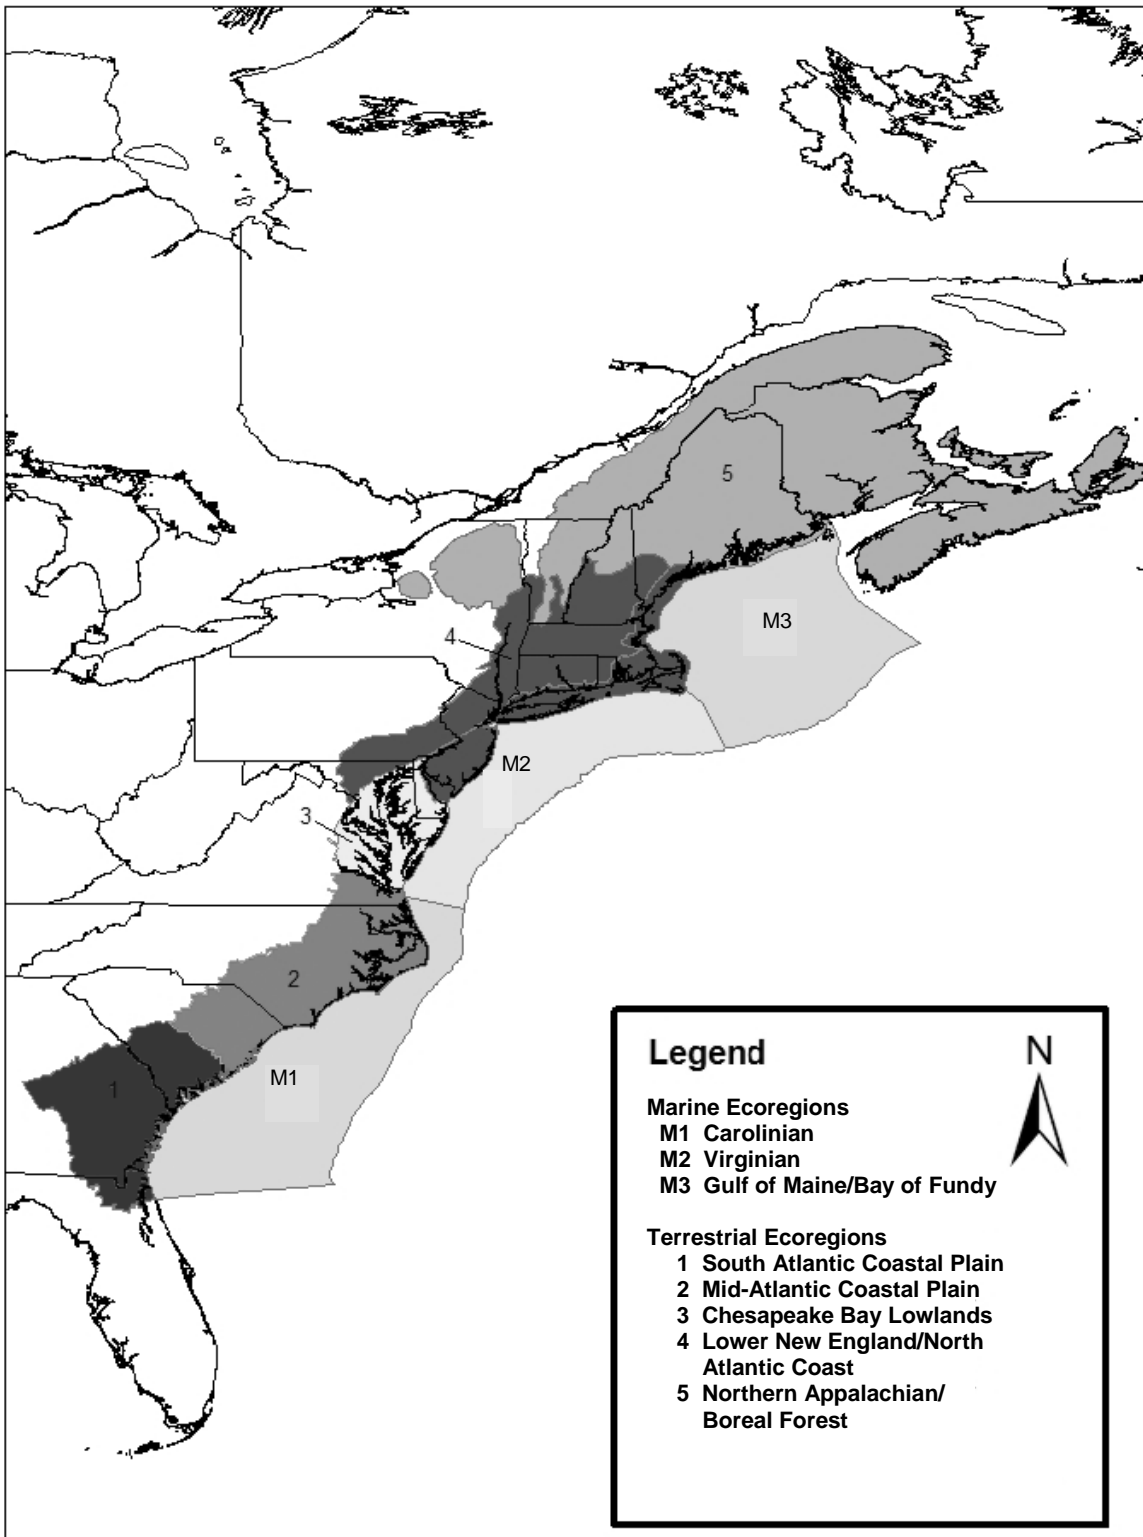 5
M3
4
M2
3
2
1
M1
Legend
N
Marine Ecoregions
M1 Carolinian
M2 Virginian
M3 Gulf of Maine/Bay of Fundy
Terrestrial Ecoregions
1 South Atlantic Coastal Plain
2 Mid-Atlantic Coastal Plain
3 Chesapeake Bay Lowlands
4 Lower New England/North
Atlantic Coast
5 Northern Appalachian/
Boreal Forest